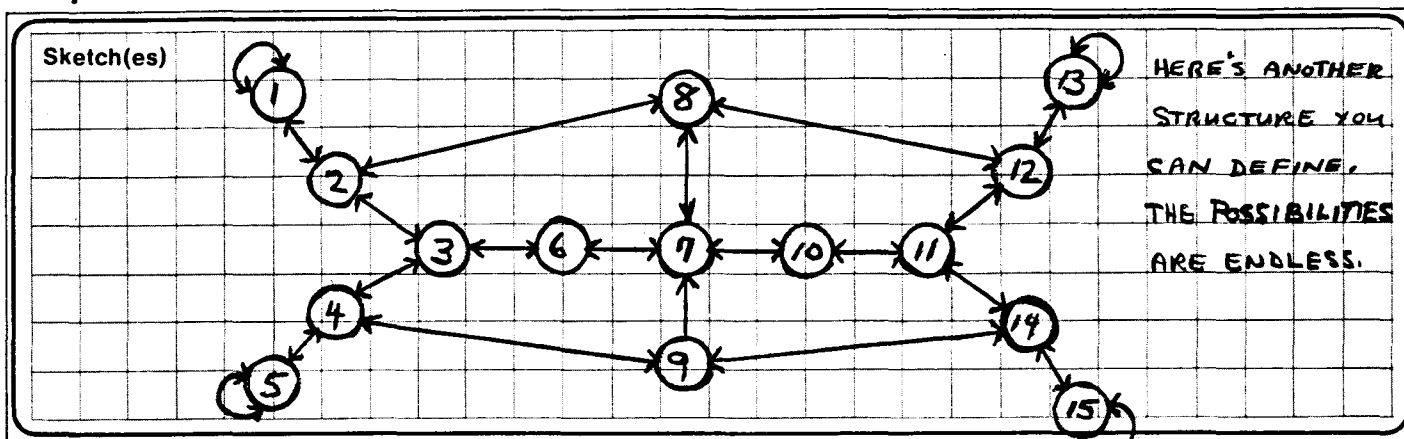 Sketch(es)
HERE'S ANOTHER
STRUCTURE YOU
CAN DEFINE.
THE POSSIBILITIES
ARE ENDLESS.
1
8
13
2
12
3
6
7
10
11
4
14
9
5
15